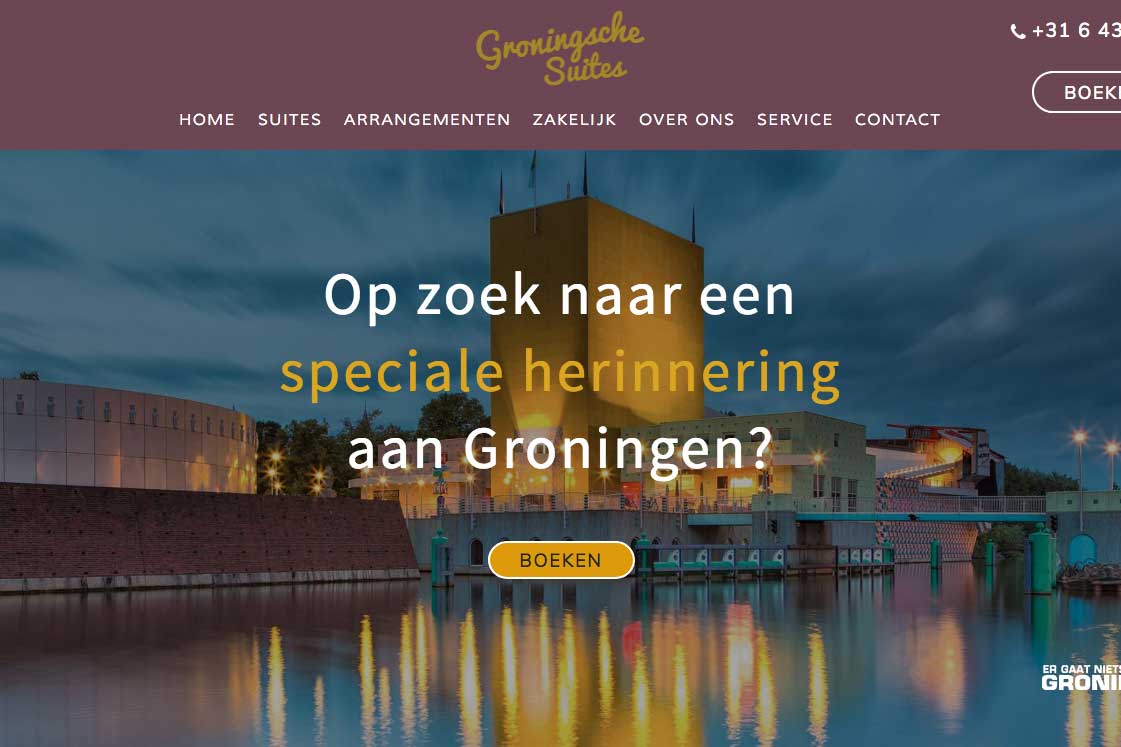 Groningsche
Suites
+31 6 43
BOEKE
HOME SUITES ARRANGEMENTEN ZAKELIJK OVER ONS SERVICE CONTACT
Op zoek naar een
speciale herinnering
aan Groningen?
BOEKEN
ER GAAT NIETS
GRONI